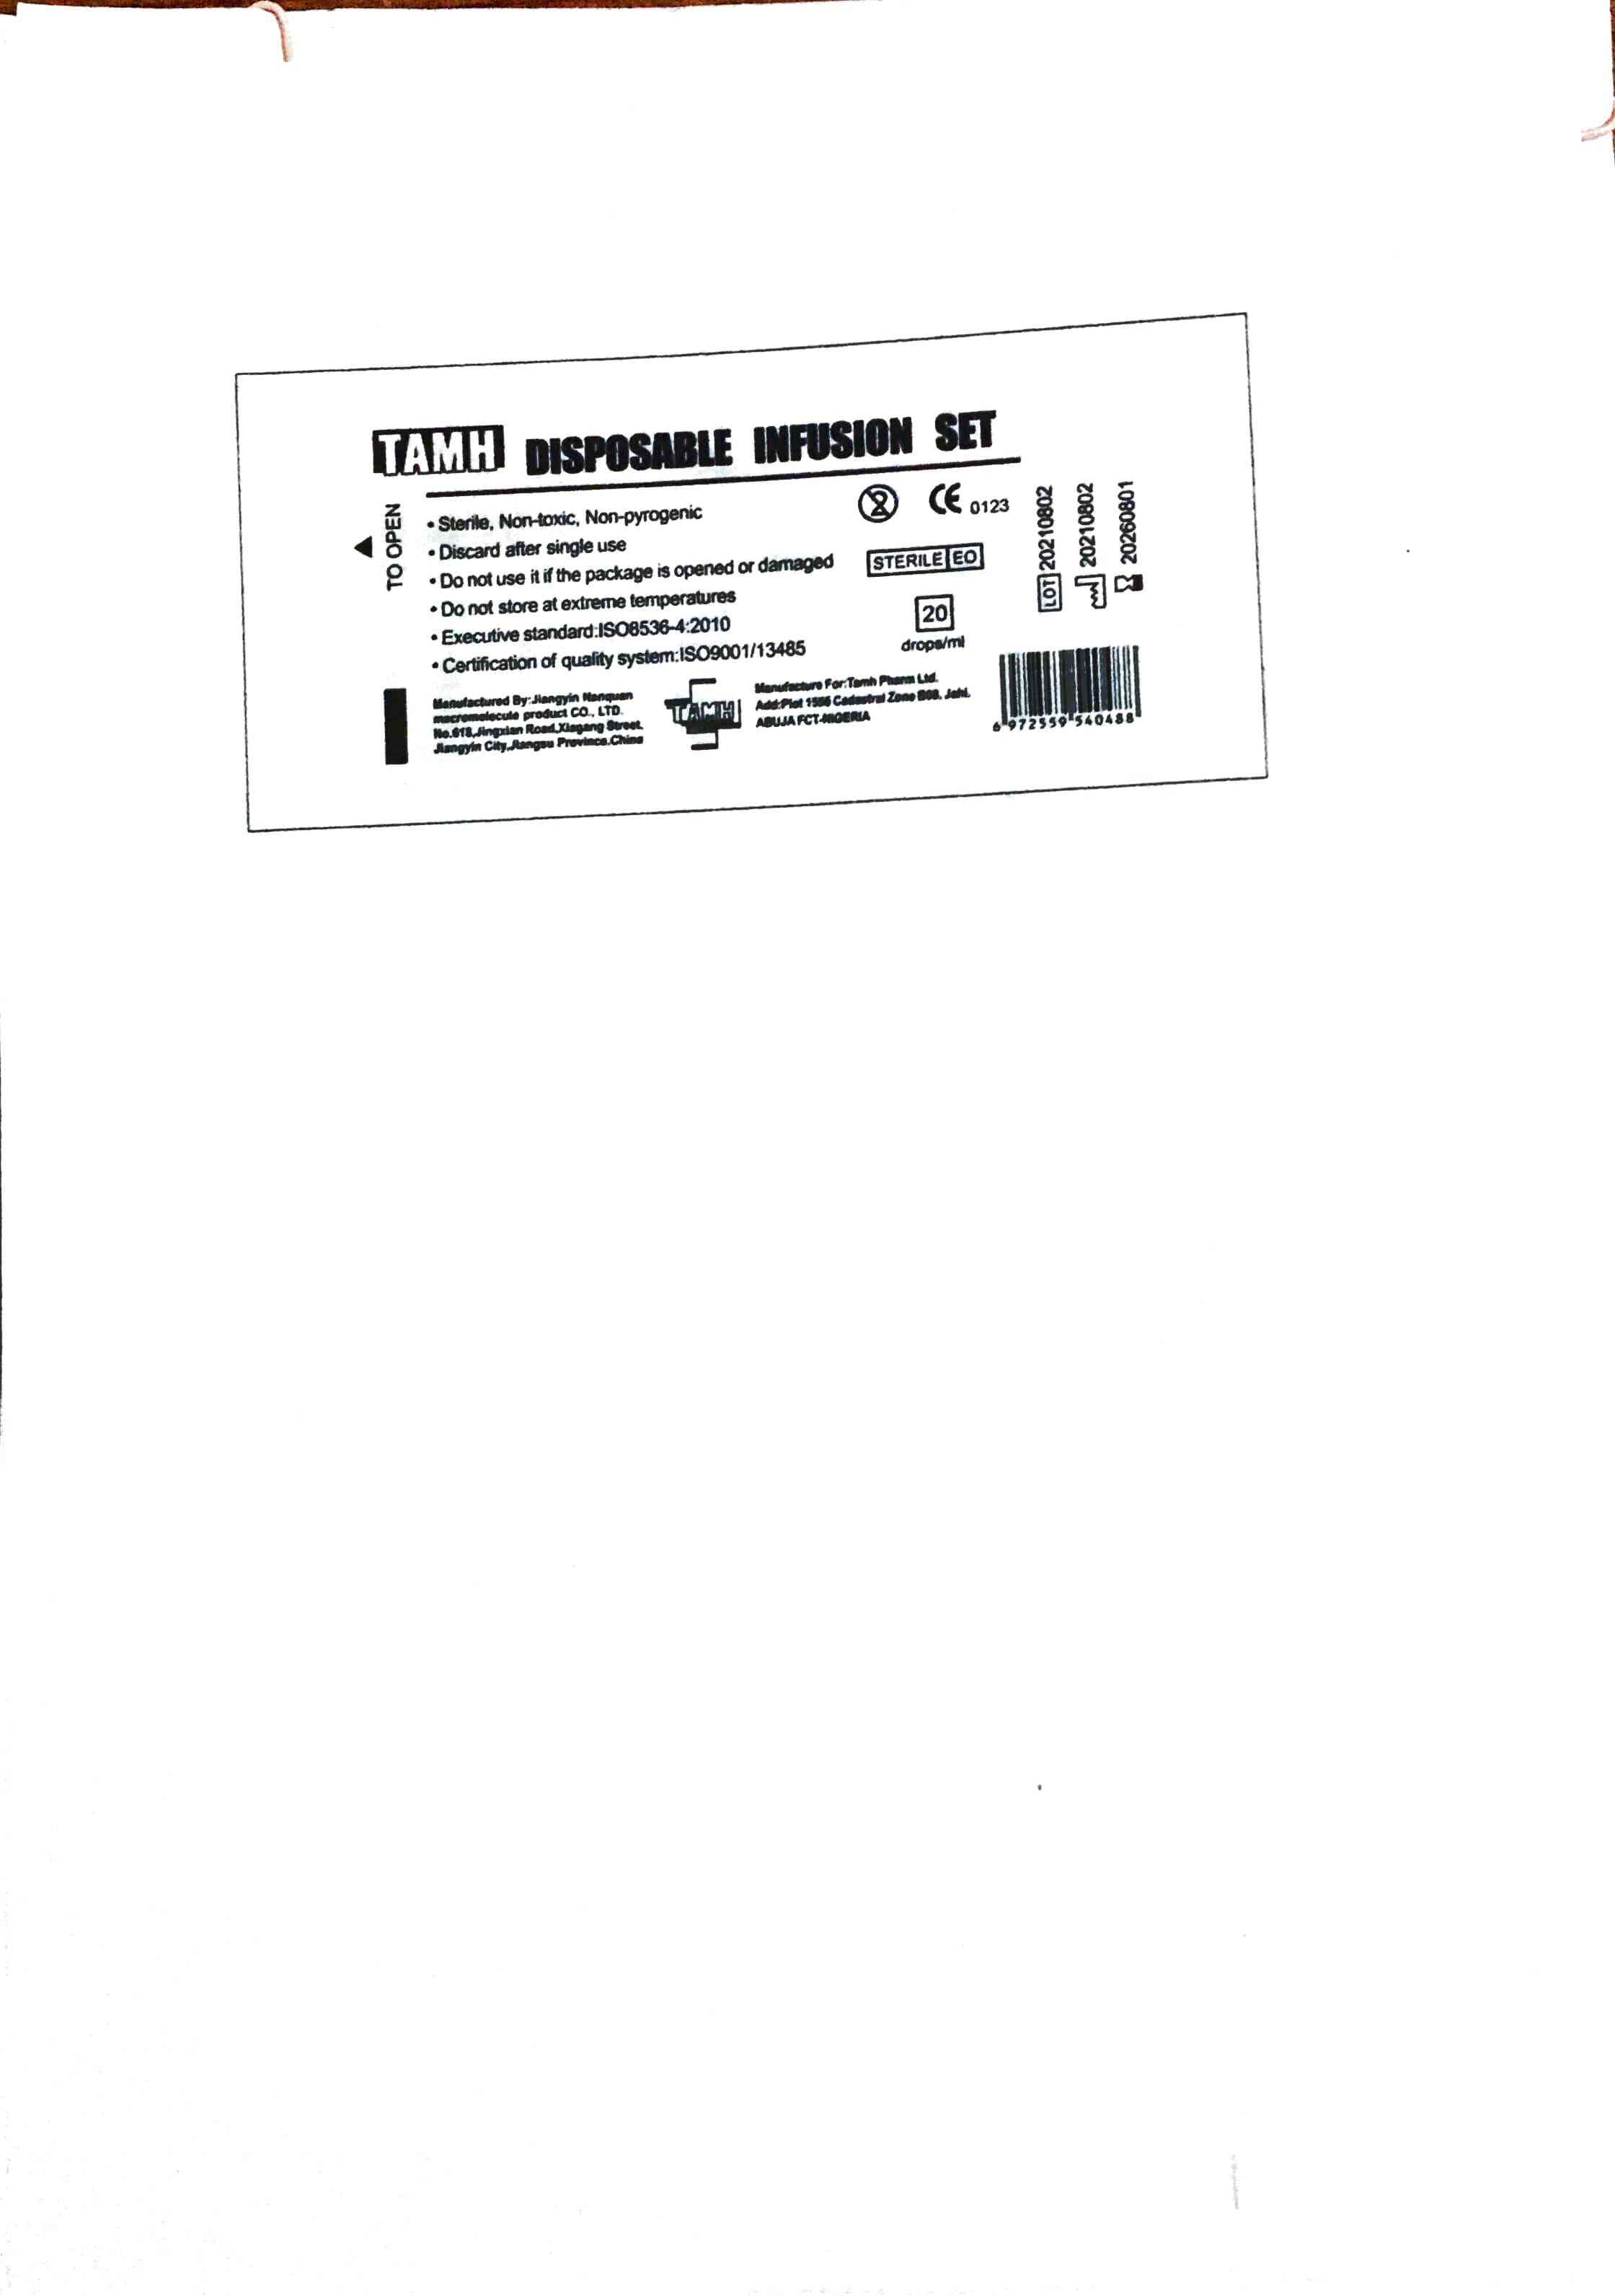 TAMH DISPOSABLE INFUSION SET
TO OPEN
• Sterile, Non-toxic, Non-pyrogenic
• Discard after single use
• Do not use it if the package is opened or damaged
• Do not store at extreme temperatures
• Executive standard:ISO8536-4:2010
• Certification of quality system:ISO9001/13485
2
CE 0123
STERILE EO
20
drops/ml
LOT 20210802
20210802
20260801
Manufactured By:Jiangyin Nanquan
macromolecule product CO., LTD.
No.618,Jingxian Road,Xiagang Street,
Jiangyin City,Jiangsu Province.China
TAMH
Manufacture For:Tamh Pharm Ltd.
Add:Plot 1556 Cadastral Zone B08, Jahi,
ABUJA FCT-NIGERIA
6 972559 540488